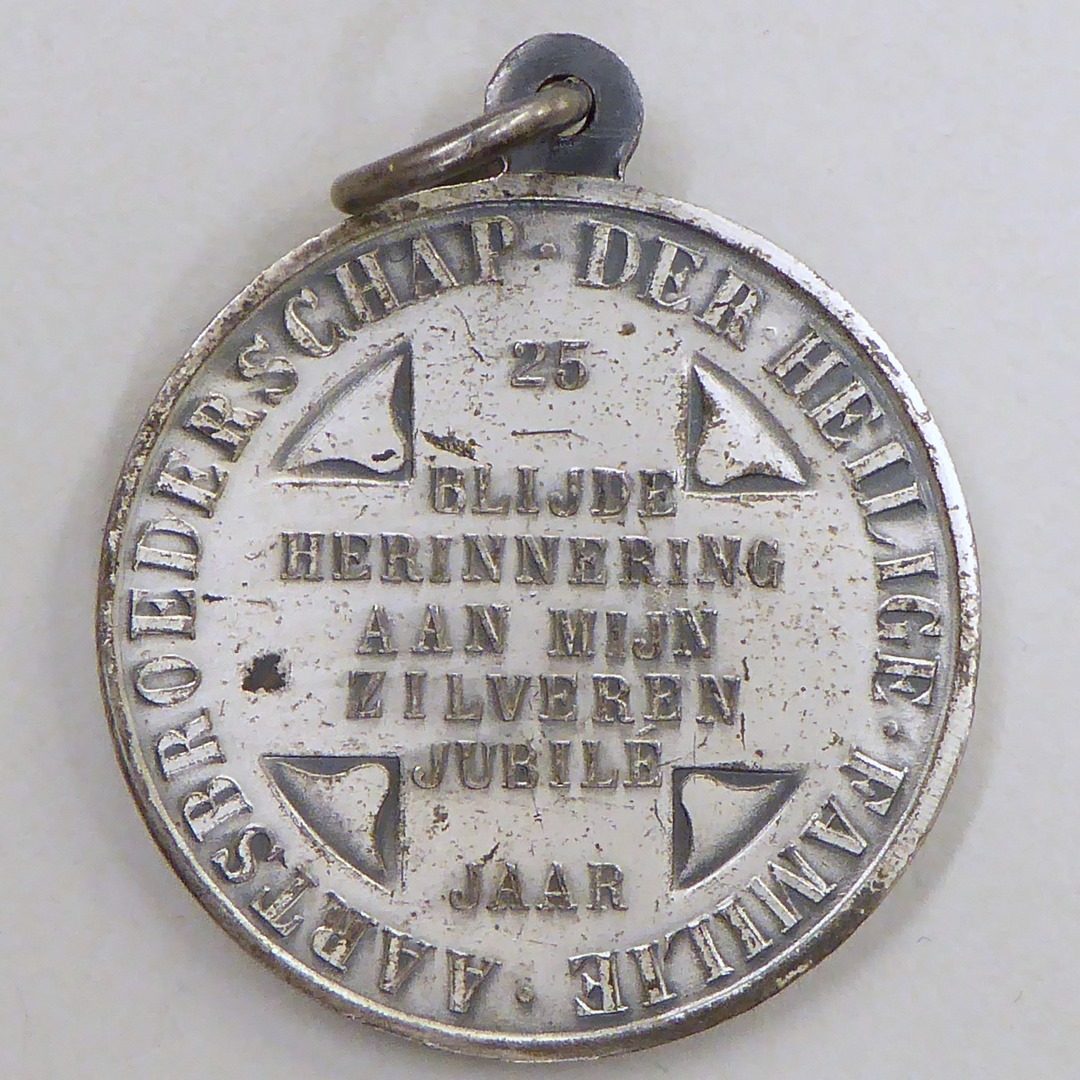 AARTSBROEDERSCHAP · DER · HEILIGE · FAMILIE ·
25
BLIJDE
HERINNERING
AAN MIJN
ZILVEREN
JUBILÉ
JAAR